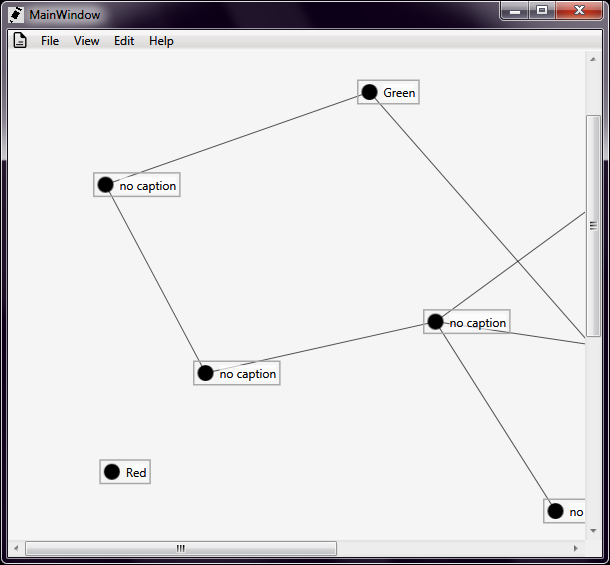 MainWindow
File View Edit Help
Green
no caption
no caption
no caption
Red
no